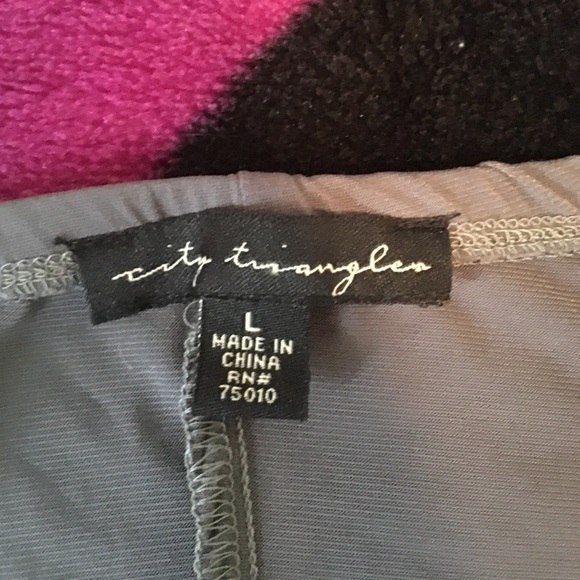 city triangles
L
MADE IN
CHINA
RN#
75010